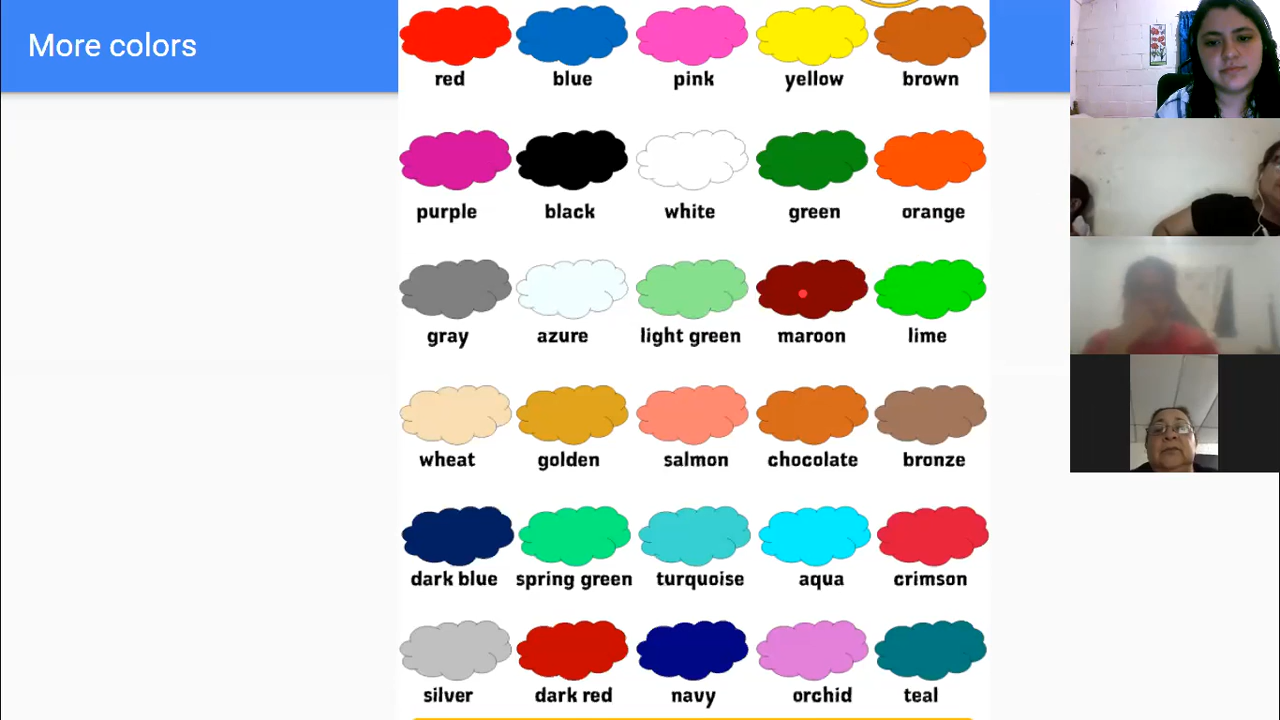 More colors
red blue pink yellow brown
purple black white green orange
gray azure light green maroon lime
wheat golden salmon chocolate bronze
dark blue spring green turquoise aqua crimson
silver dark red navy orchid teal